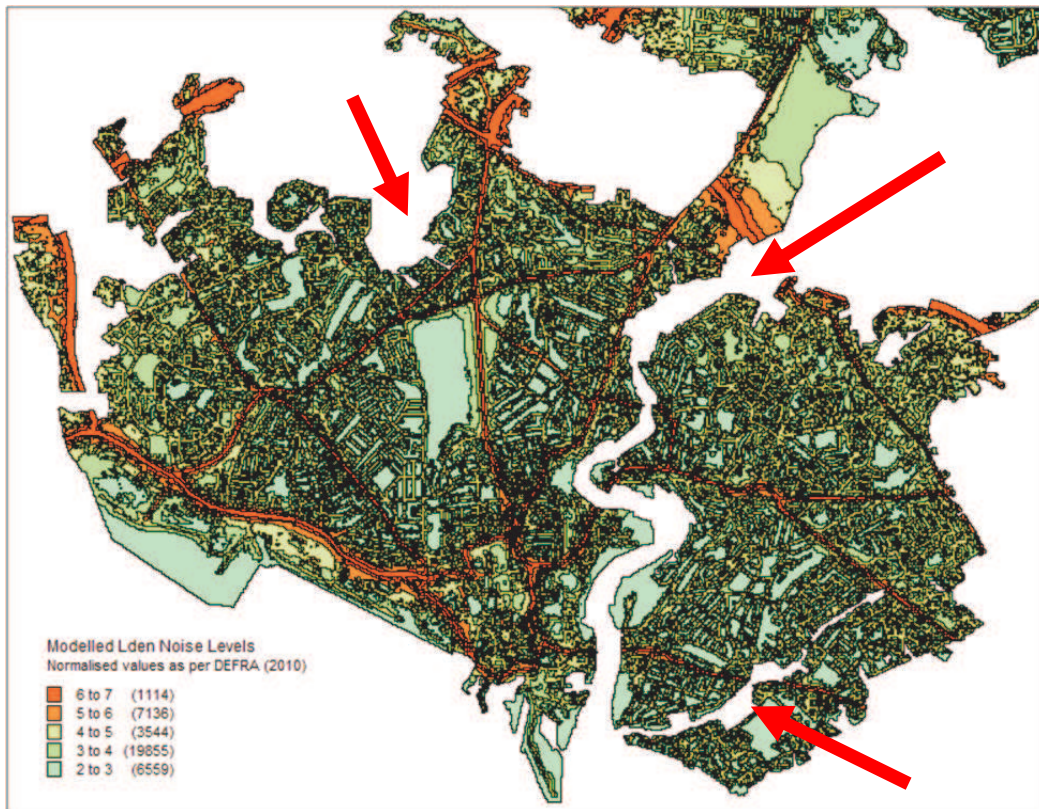 Modelled Lden Noise Levels
Normalised values as per DEFRA (2010)
6 to 7 (1114)
5 to 6 (7136)
4 to 5 (3544)
3 to 4 (19855)
2 to 3 (6559)